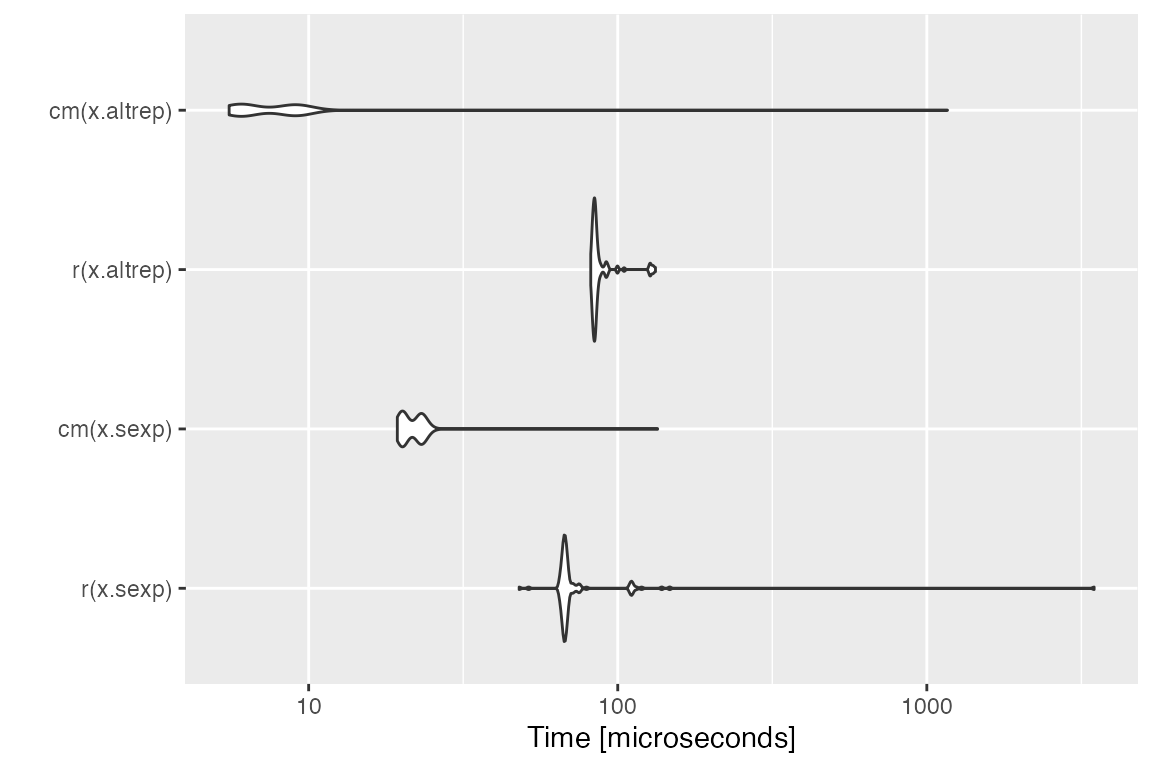 cm(x.altrep)
r(x.altrep)
cm(x.sexp)
r(x.sexp)
10 100 1000
Time [microseconds]